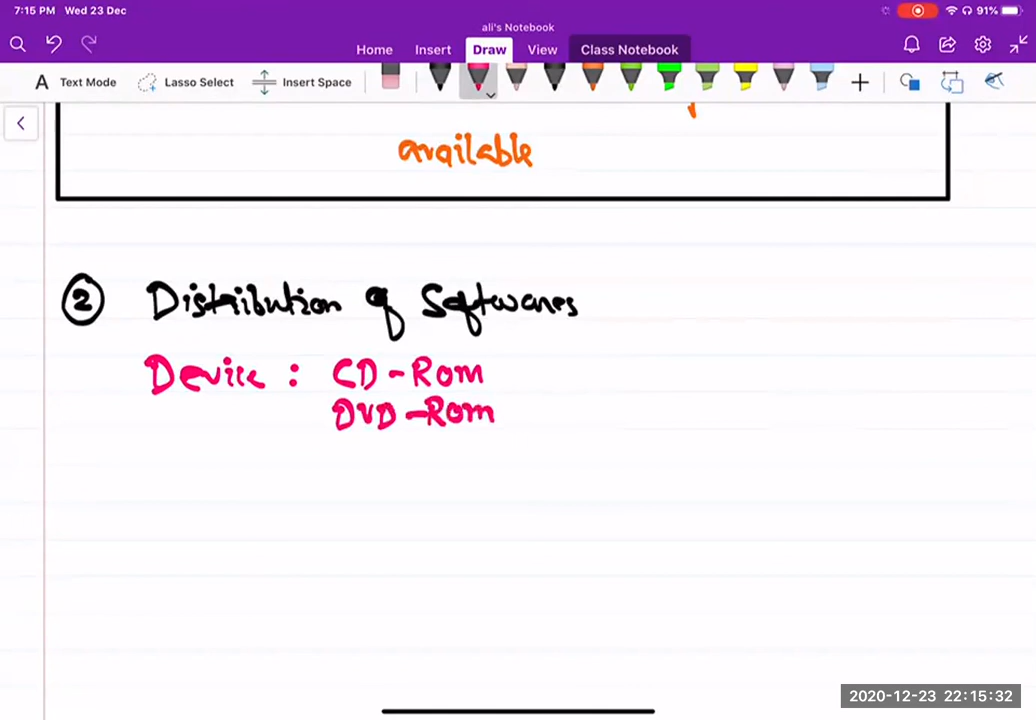 7:15 PM Wed 23 Dec
91%
ali's Notebook
Home Insert Draw View Class Notebook
A Text Mode Lasso Select Insert Space
available
2 Distribution of Softwares
Device : CD-Rom
DVD-Rom
2020-12-23 22:15:32